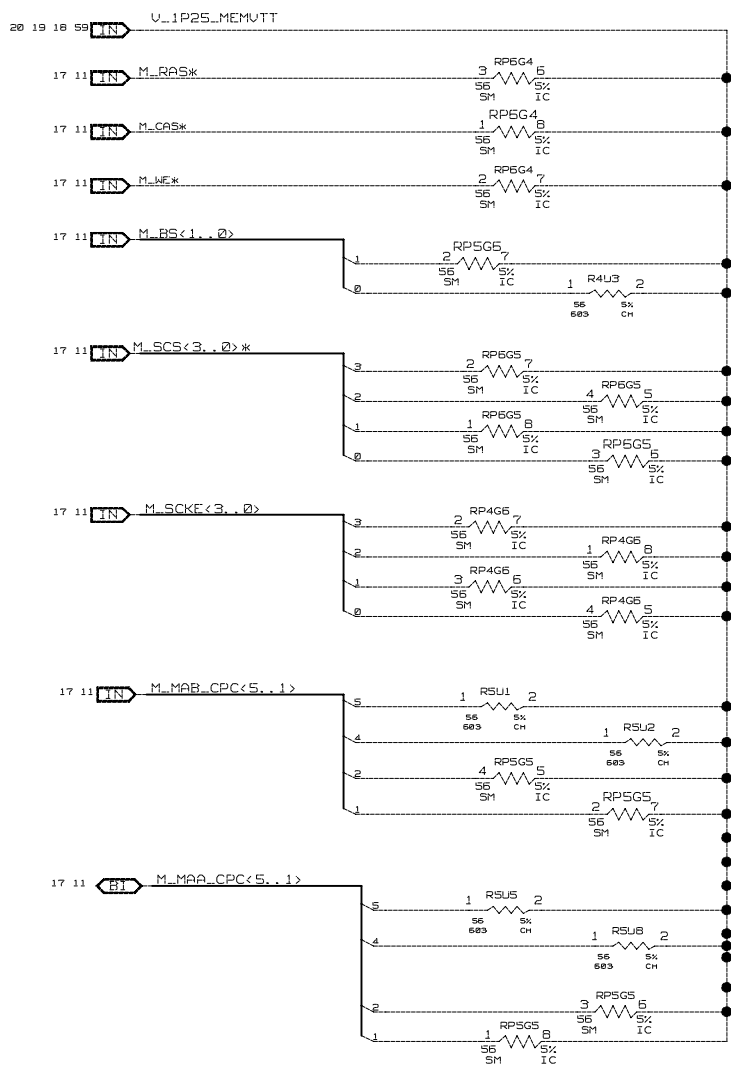 V_1P25_MEMVTT
20 19 18 59 IN
17 11 IN M_RAS* 3 RP6G4 6
56 5%
SM IC
17 11 IN M_CAS* 1 RP6G4 8
56 5%
SM IC
17 11 IN M_WE* 2 RP6G4 7
56 5%
SM IC
17 11 IN M_BS<1..0>
1 2 RP5G6 7
56 5%
SM IC
0 1 R4U3 2
56 5%
603 CH
17 11 IN M_SCS<3..0>*
3 2 RP6G5 7
56 5%
SM IC
2 4 RP6G5 5
56 5%
SM IC
1 1 RP6G5 8
56 5%
SM IC
0 3 RP6G5 6
56 5%
SM IC
17 11 IN M_SCKE<3..0>
3 2 RP4G6 7
56 5%
SM IC
2 1 RP4G6 8
56 5%
SM IC
1 3 RP4G6 6
56 5%
SM IC
0 4 RP4G6 5
56 5%
SM IC
17 11 IN M_MAB_CPC<5..1>
5 1 R5U1 2
56 5%
603 CH
4 1 R5U2 2
56 5%
603 CH
2 4 RP5G5 5
56 5%
SM IC
1 2 RP5G5 7
56 5%
SM IC
17 11 BI M_MAA_CPC<5..1>
5 1 R5U5 2
56 5%
603 CH
4 1 R5U8 2
56 5%
603 CH
2 3 RP5G5 6
56 5%
SM IC
1 1 RP5G5 8
56 5%
SM IC